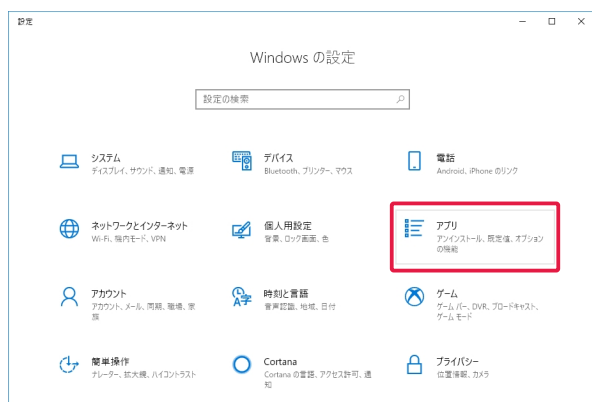 設定
Windows の設定
設定の検索
システム
ディスプレイ、サウンド、通知、電源
デバイス
Bluetooth、プリンター、マウス
電話
Android、iPhone のリンク
ネットワークとインターネット
Wi-Fi、機内モード、VPN
個人用設定
背景、ロック画面、色
アプリ
アンインストール、既定値、オプション
の機能
アカウント
アカウント、メール、同期、職場、家
族
時刻と言語
音声認識、地域、日付
ゲーム
ゲーム バー、DVR、ブロードキャスト、
ゲーム モード
簡単操作
ナレーター、拡大鏡、ハイコントラスト
Cortana
Cortana の言語、アクセス許可、通
知
プライバシー
位置情報、カメラ